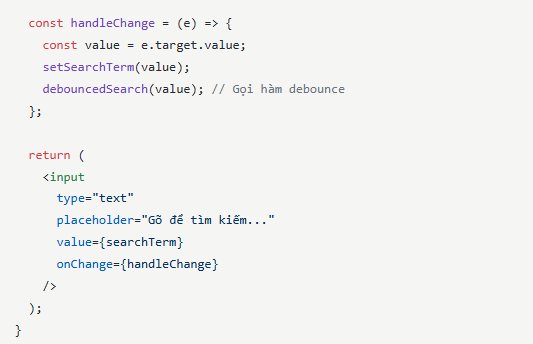 const handleChange = (e) => {
const value = e.target.value;
setSearchTerm(value);
debouncedSearch(value); // Gọi hàm debounce
};
return (
<input
type="text"
placeholder="Gõ để tìm kiếm..."
value={searchTerm}
onChange={handleChange}
/>
);
}